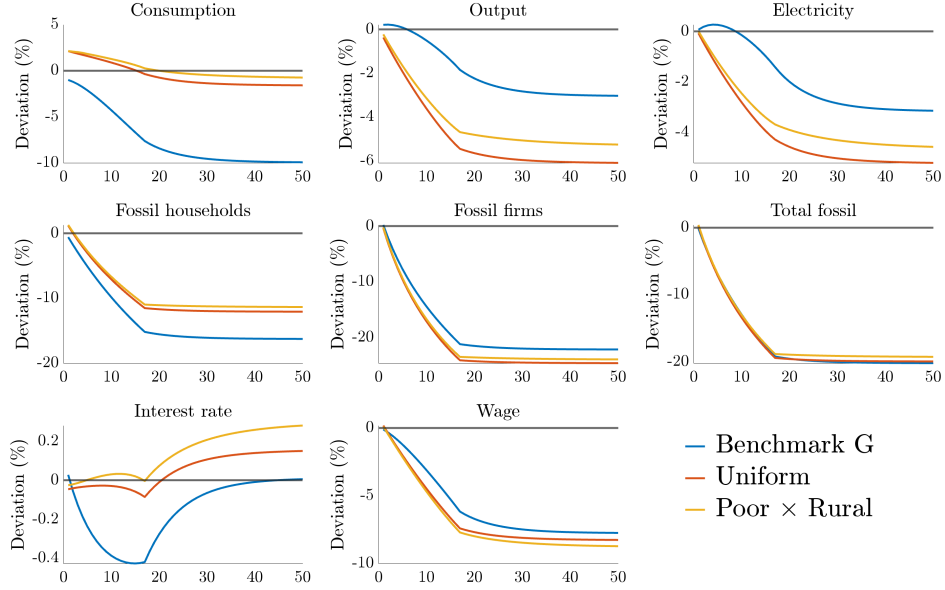 Consumption
Output
Electricity
Deviation (%)
5
0
-5
-10
0 10 20 30 40 50
Deviation (%)
0
-2
-4
-6
0 10 20 30 40 50
Deviation (%)
0
-2
-4
0 10 20 30 40 50
Fossil households
Fossil firms
Total fossil
Deviation (%)
0
-10
-20
0 10 20 30 40 50
Deviation (%)
0
-10
-20
0 10 20 30 40 50
Deviation (%)
0
-10
-20
0 10 20 30 40 50
Interest rate
Wage
Deviation (%)
0.2
0
-0.2
-0.4
0 10 20 30 40 50
Deviation (%)
0
-5
-10
0 10 20 30 40 50
Benchmark G
Uniform
Poor × Rural